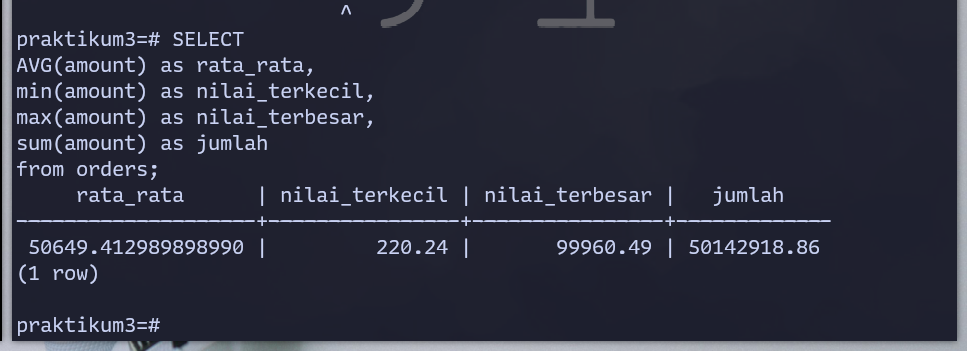 ^
praktikum3=# SELECT
AVG(amount) as rata_rata,
min(amount) as nilai_terkecil,
max(amount) as nilai_terbesar,
sum(amount) as jumlah
from orders;
     rata_rata      | nilai_terkecil | nilai_terbesar |   jumlah
--------------------+----------------+----------------+-------------
 50649.412989898990 |         220.24 |       99960.49 | 50142918.86
(1 row)
praktikum3=#